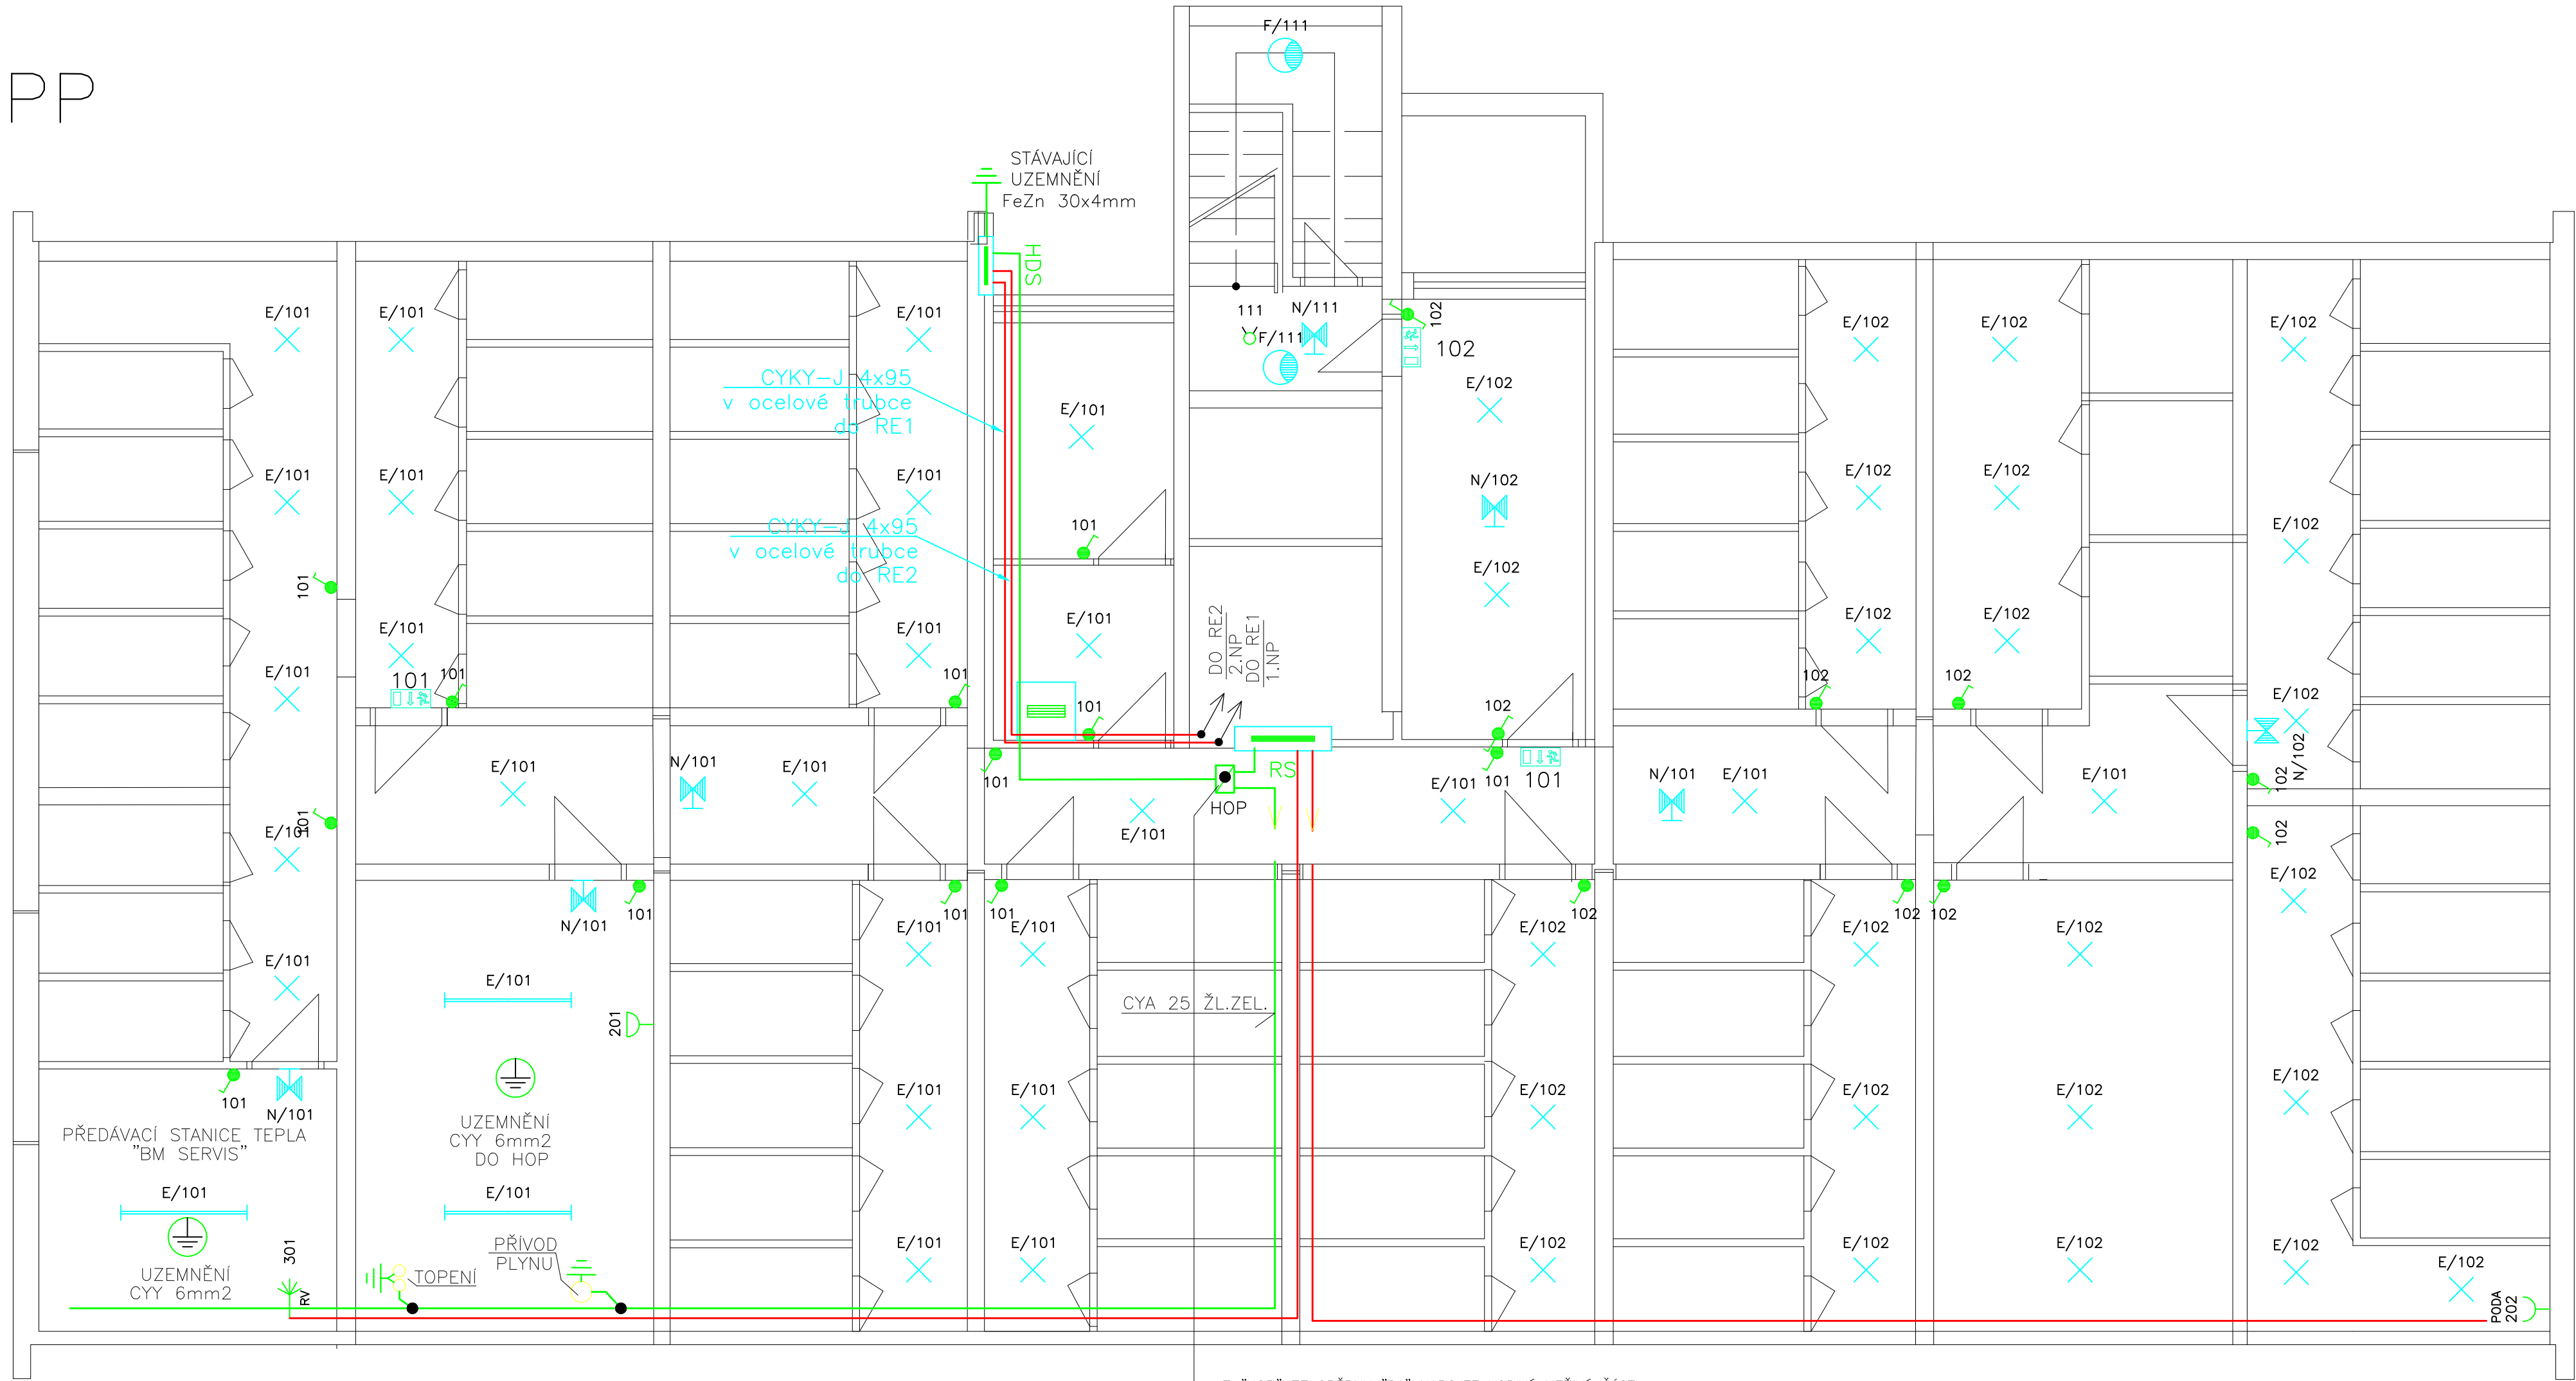 PP
F/111
STÁVAJÍCÍ
UZEMNĚNÍ
FeZn 30x4mm
HDS
111
F/111
N/111
102
102
E/101
E/101
E/101
E/102
E/102
E/102
CYKY-J 4x95
v ocelové trubce
do RE1
E/101
E/102
E/101
E/101
E/101
E/102
E/102
N/102
CYKY-J 4x95
v ocelové trubce
do RE2
101
E/102
101
E/102
E/101
E/101
E/101
DO RE2
2.NP
DO RE1
1.NP
E/102
E/102
101
101
101
E/101
102
102
E/102
101
102
N/102
E/101
N/101
E/101
101
RS
HOP
E/101
101
101
N/101
E/101
E/101
102
101
E/101
E/101
102
N/101
101
101
101
102
102
102
E/102
E/101
E/101
E/101
E/102
E/102
E/102
E/101
201
CYA 25 ŽL.ZEL.
101
N/101
PŘEDÁVACÍ STANICE TEPLA
"BM SERVIS"
UZEMNĚNÍ
CYY 6mm2
DO HOP
E/101
E/101
E/102
E/102
E/102
E/102
E/101
E/101
UZEMNĚNÍ
CYY 6mm2
301
RV
TOPENÍ
PŘÍVOD
PLYNU
E/101
E/101
E/102
E/102
E/102
E/102
E/102
PODA
202